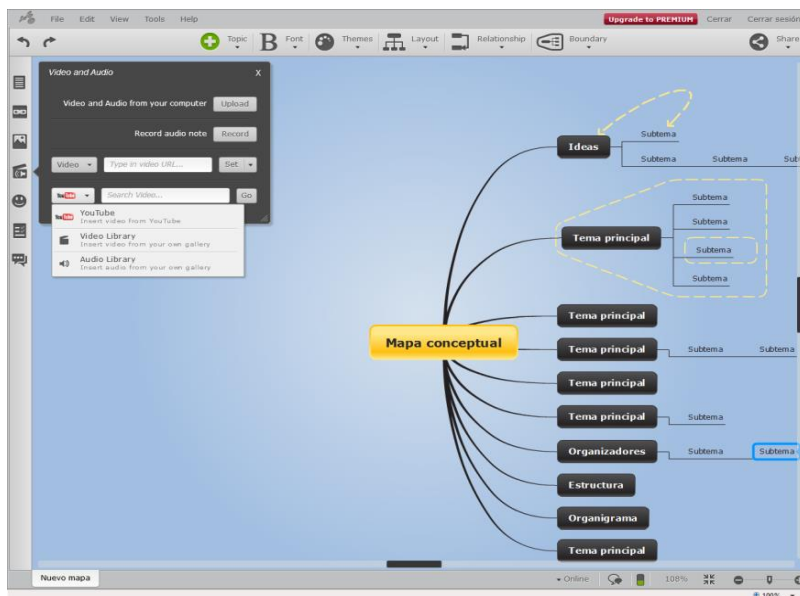 File Edit View Tools Help Upgrade to PREMIUM Cerrar Cerrar sesión
Topic B Font Themes Layout Relationship Boundary Share
Video and Audio X
Video and Audio from your computer Upload
Record audio note Record
Video Type in video URL... Set
YouTube Search Video... Go
YouTube
Insert video from YouTube
Video Library
Insert video from your own gallery
Audio Library
Insert audio from your own gallery
Subtema
Ideas
Subtema Subtema Sub
Subtema
Subtema
Tema principal
Subtema
Subtema
Tema principal
Mapa conceptual
Tema principal Subtema Subtema
Tema principal
Tema principal Subtema
Organizadores Subtema Subtema
Estructura
Organigrama
Tema principal
Nuevo mapa Online 108%
100%